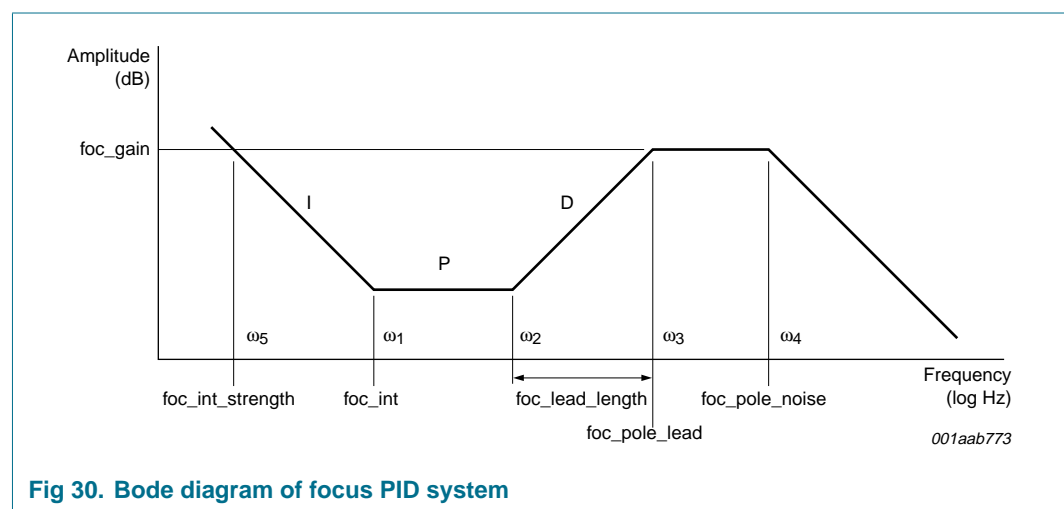 Amplitude
(dB)
foc_gain
I
D
P
ω5
ω1
ω2
ω3
ω4
Frequency
(log Hz)
foc_int_strength
foc_int
foc_lead_length
foc_pole_noise
foc_pole_lead
001aab773
Fig 30. Bode diagram of focus PID system